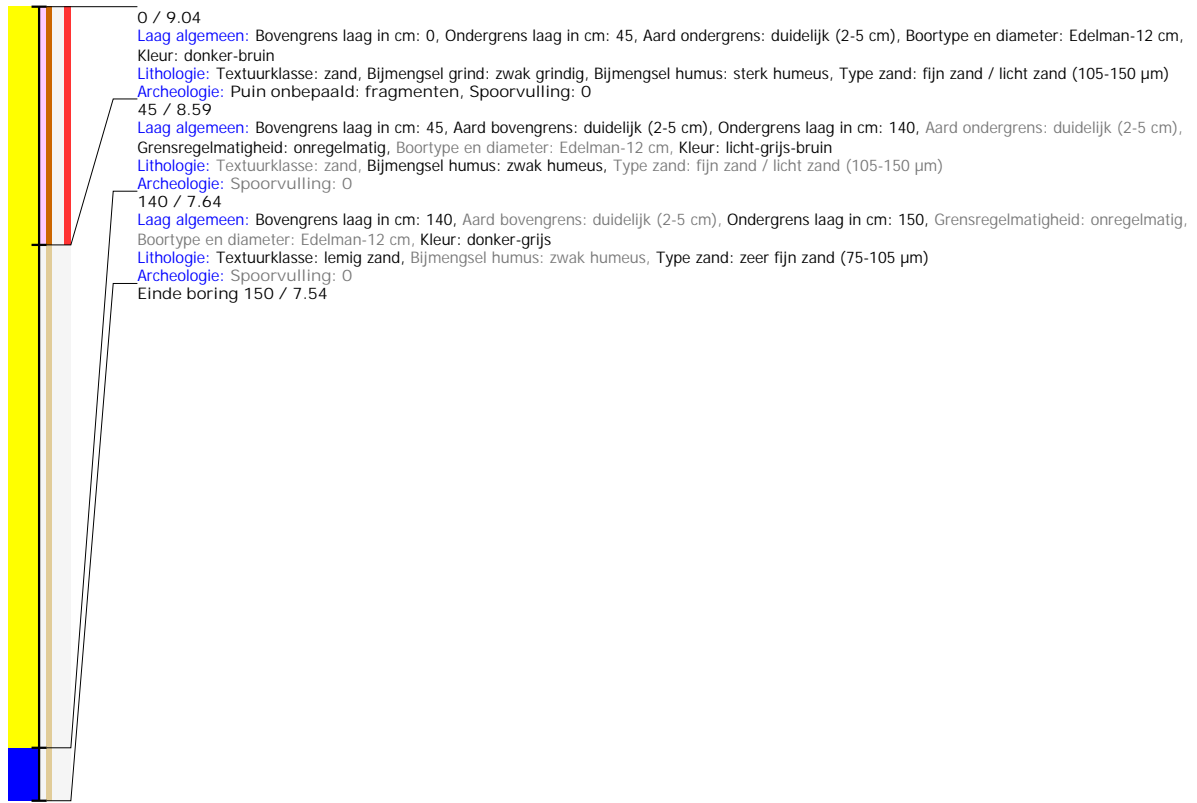 0 / 9.04
Laag algemeen: Bovengrens laag in cm: 0, Ondergrens laag in cm: 45, Aard ondergrens: duidelijk (2-5 cm), Boortype en diameter: Edelman-12 cm,
Kleur: donker-bruin
Lithologie: Textuurklasse: zand, Bijmengsel grind: zwak grindig, Bijmengsel humus: sterk humeus, Type zand: fijn zand / licht zand (105-150 µm)
Archeologie: Puin onbepaald: fragmenten, Spoorvulling: 0
45 / 8.59
Laag algemeen: Bovengrens laag in cm: 45, Aard bovengrens: duidelijk (2-5 cm), Ondergrens laag in cm: 140, Aard ondergrens: duidelijk (2-5 cm),
Grensregelmatigheid: onregelmatig, Boortype en diameter: Edelman-12 cm, Kleur: licht-grijs-bruin
Lithologie: Textuurklasse: zand, Bijmengsel humus: zwak humeus, Type zand: fijn zand / licht zand (105-150 µm)
Archeologie: Spoorvulling: 0
140 / 7.64
Laag algemeen: Bovengrens laag in cm: 140, Aard bovengrens: duidelijk (2-5 cm), Ondergrens laag in cm: 150, Grensregelmatigheid: onregelmatig,
Boortype en diameter: Edelman-12 cm, Kleur: donker-grijs
Lithologie: Textuurklasse: lemig zand, Bijmengsel humus: zwak humeus, Type zand: zeer fijn zand (75-105 µm)
Archeologie: Spoorvulling: 0
Einde boring 150 / 7.54